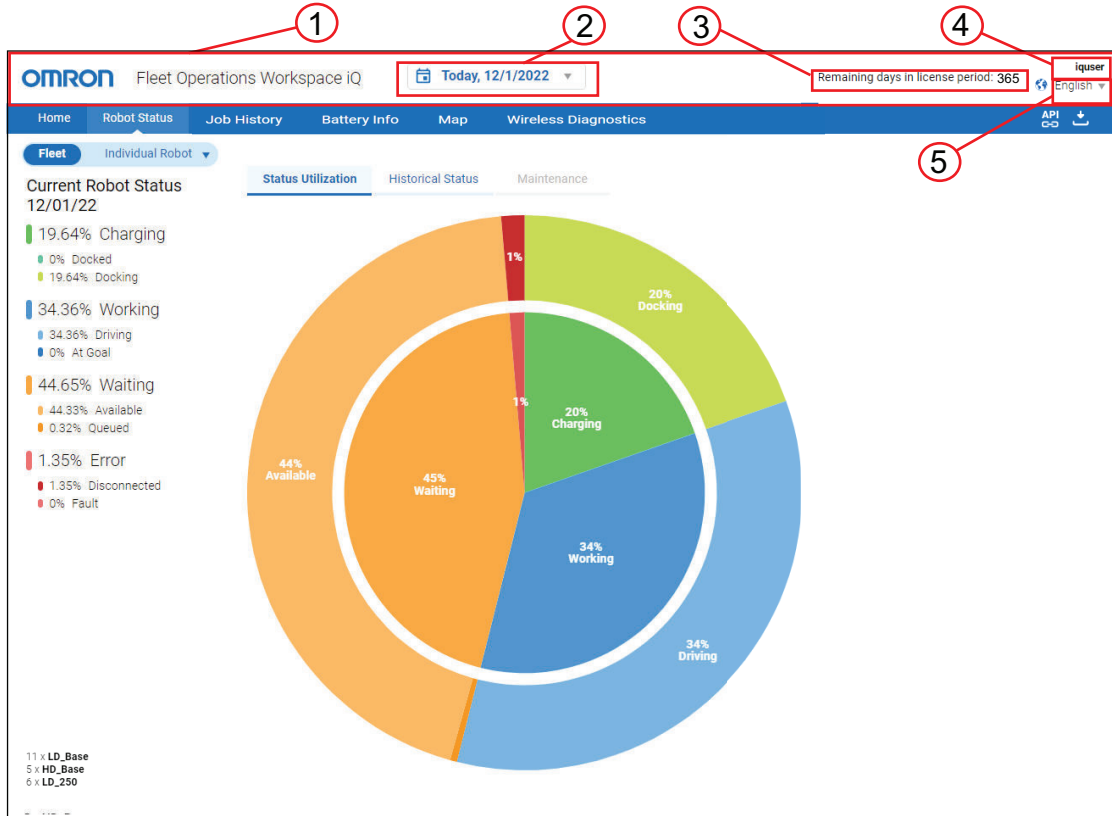 1
2
3
4
OMRON Fleet Operations Workspace iQ
Today, 12/1/2022
Remaining days in license period: 365
iquser
English
5
Home Robot Status Job History Battery Info Map Wireless Diagnostics API
Fleet Individual Robot
Status Utilization Historical Status Maintenance
Current Robot Status
12/01/22
19.64% Charging
0% Docked
19.64% Docking
34.36% Working
34.36% Driving
0% At Goal
44.65% Waiting
44.33% Available
0.32% Queued
1.35% Error
1.35% Disconnected
0% Fault
1%
20%
Docking
1%
20%
Charging
44%
Available
45%
Waiting
34%
Working
34%
Driving
11 x LD_Base
5 x HD_Base
6 x LD_250